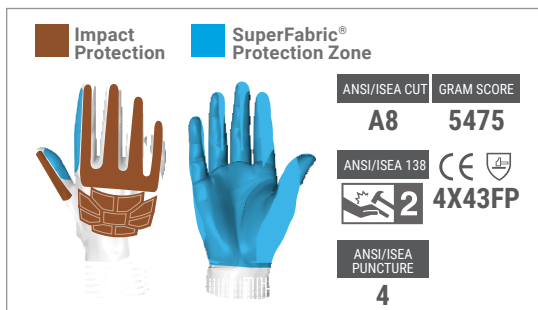 Impact
Protection
SuperFabric®
Protection Zone
ANSI/ISEA CUT
A8
GRAM SCORE
5475
ANSI/ISEA 138
2
CE
4X43FP
ANSI/ISEA
PUNCTURE
4